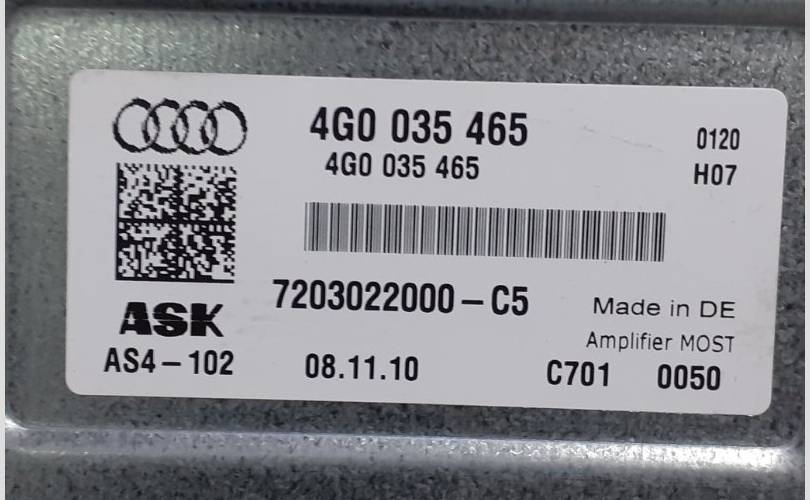 4G0 035 465 0120
4G0 035 465 H07
7203022000-C5 Made in DE
ASK Amplifier MOST
AS4-102 08.11.10 C701 0050